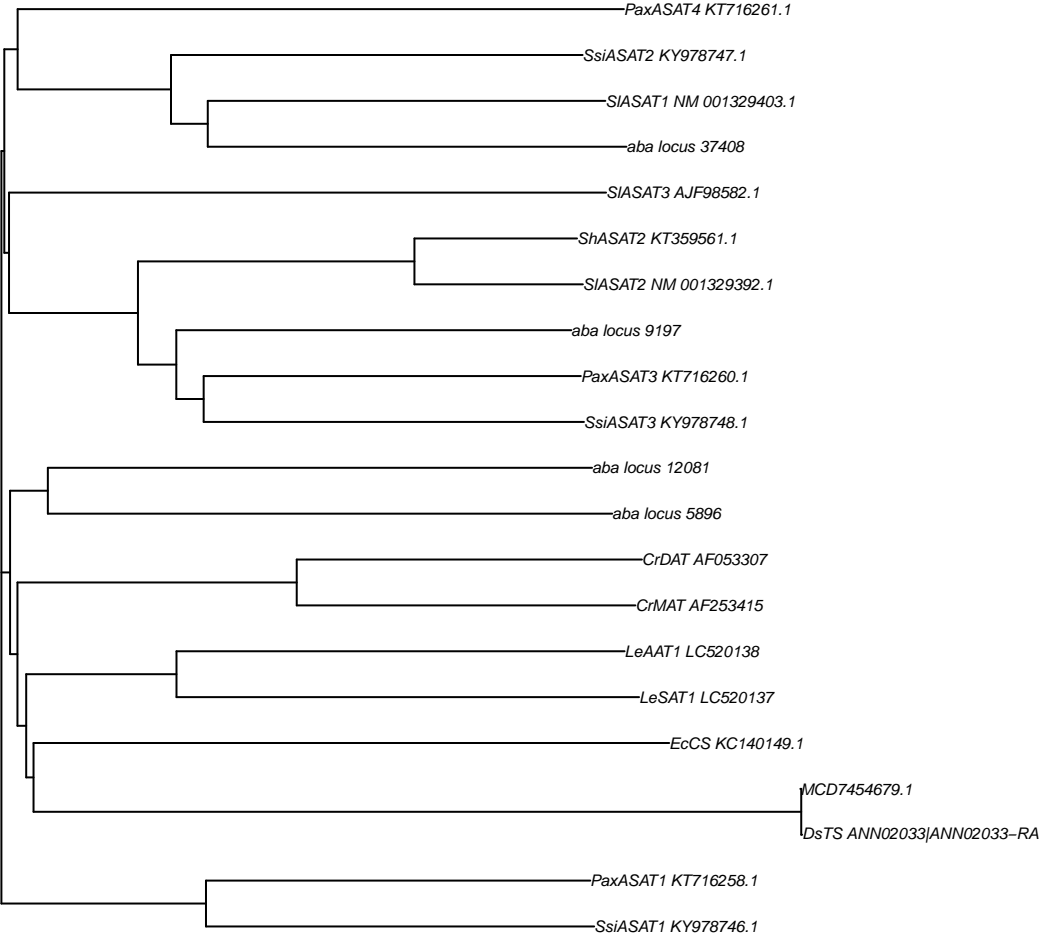 PaxASAT4 KT716261.1
SsiASAT2 KY978747.1
SlASAT1 NM 001329403.1
aba locus 37408
SlASAT3 AJF98582.1
ShASAT2 KT359561.1
SlASAT2 NM 001329392.1
aba locus 9197
PaxASAT3 KT716260.1
SsiASAT3 KY978748.1
aba locus 12081
aba locus 5896
CrDAT AF053307
CrMAT AF253415
LeAAT1 LC520138
LeSAT1 LC520137
EcCS KC140149.1
MCD7454679.1
DsTS ANN02033|ANN02033−RA
PaxASAT1 KT716258.1
SsiASAT1 KY978746.1